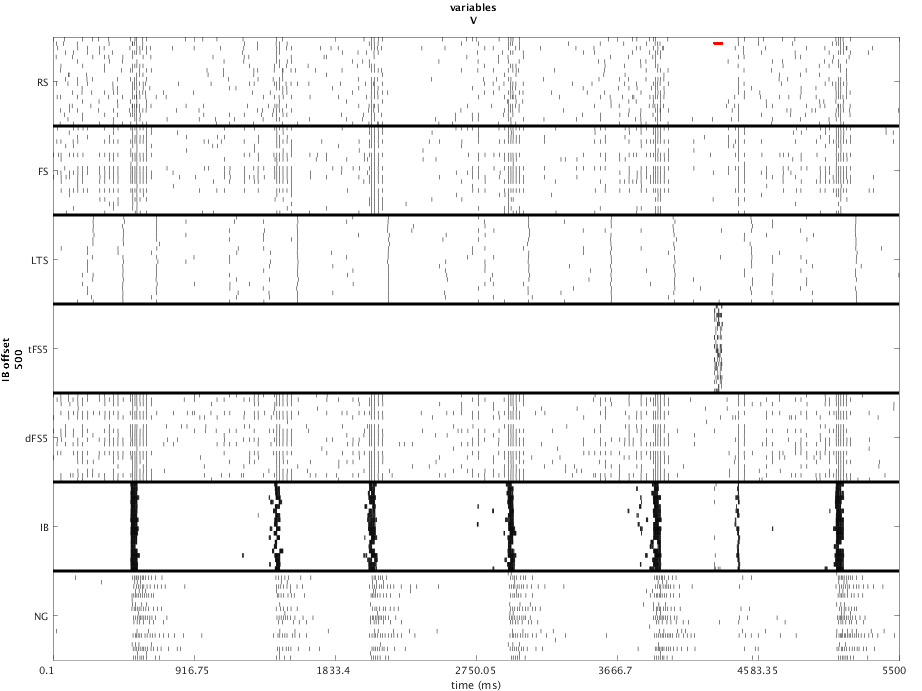 variables
V
RS
FS
LTS
tFS5
dFS5
IB
NG
IB offset
500
0.1 916.75 1833.4 2750.05 3666.7 4583.35 5500
time (ms)